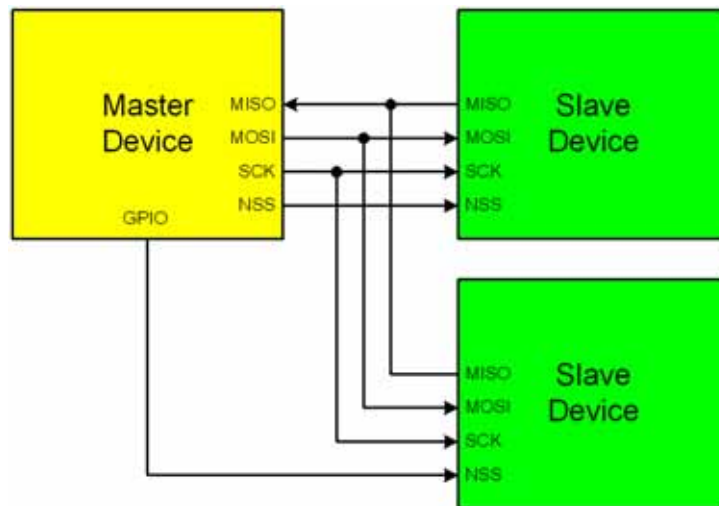 Master
Device
MISO
MOSI
SCK
NSS
GPIO
MISO
MOSI
SCK
NSS
Slave
Device
MISO
MOSI
SCK
NSS
Slave
Device